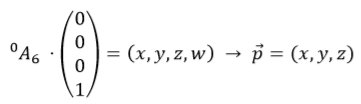 ⁰A₆ · (0 0 0 1) = (x, y, z, w) → p⃗ = (x, y, z)